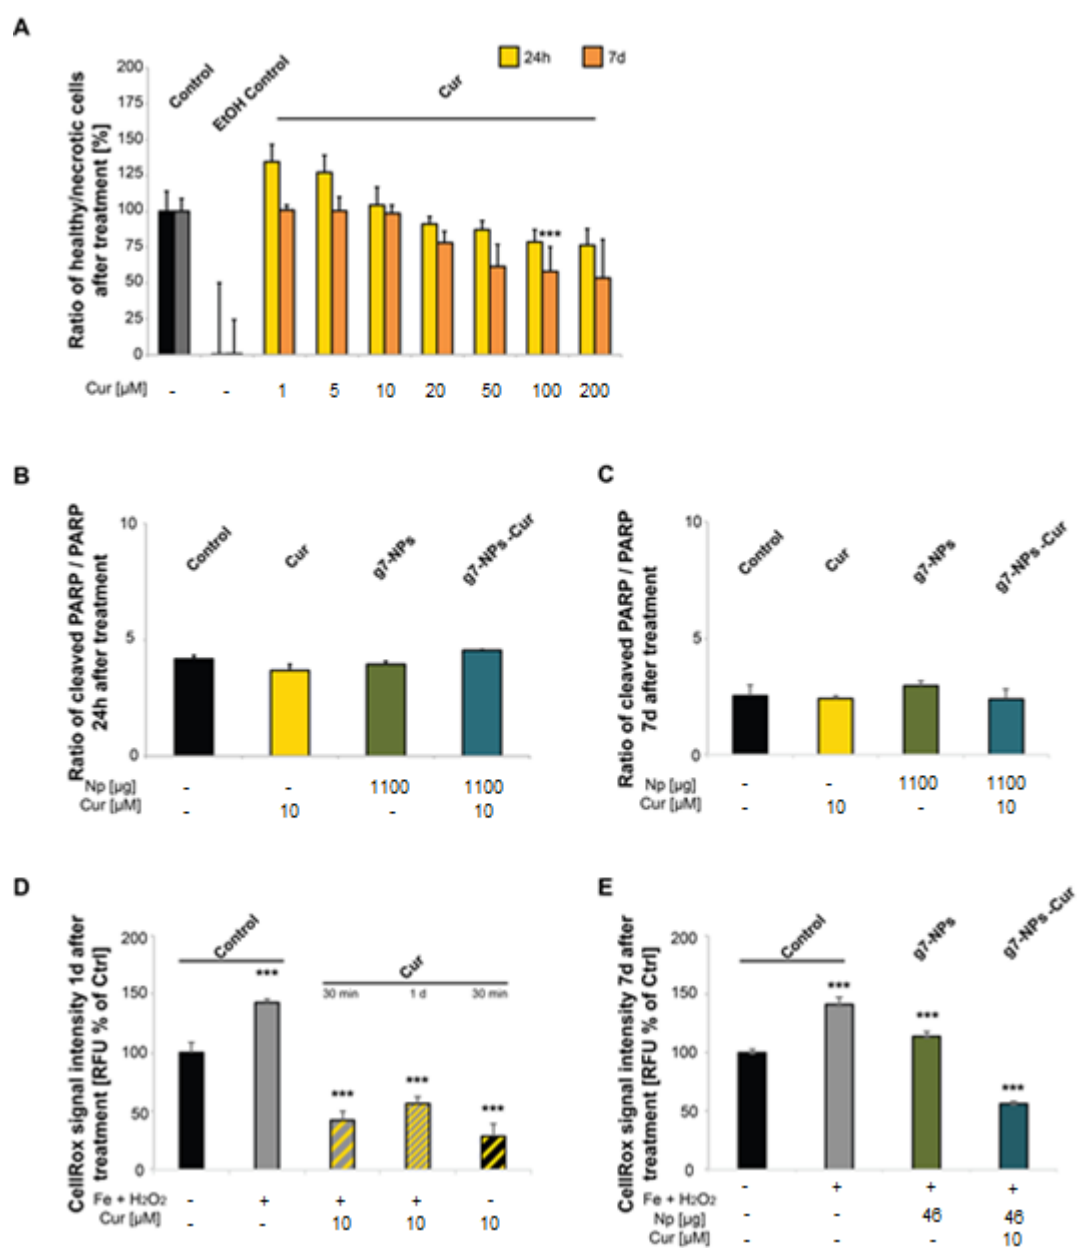 A
24h 7d
Ratio of healthy/necrotic cells
after treatment [%]
200
175
150
125
100
75
50
25
0
Control
EtOH Control
Cur
***
Cur [µM] - - 1 5 10 20 50 100 200
B
Ratio of cleaved PARP / PARP
24h after treatment
10
5
0
Control Cur g7-NPs g7-NPs -Cur
Np [µg] - - 1100 1100
Cur [µM] - 10 - 10
C
Ratio of cleaved PARP / PARP
7d after treatment
10
5
0
Control Cur g7-NPs g7-NPs -Cur
Np [µg] - - 1100 1100
Cur [µM] - 10 - 10
D
CellRox signal intensity 1d after
treatment [RFU % of Ctrl]
200
150
100
50
0
Control
Cur
30 min 1 d 30 min
*** *** *** ***
Fe + H2O2 - + + + -
Cur [µM] - - 10 10 10
E
CellRox signal intensity 7d after
treatment [RFU % of Ctrl]
200
150
100
50
0
Control g7-NPs g7-NPs -Cur
*** *** ***
Fe + H2O2 - + + +
Np [µg] - - 46 46
Cur [µM] - - - 10